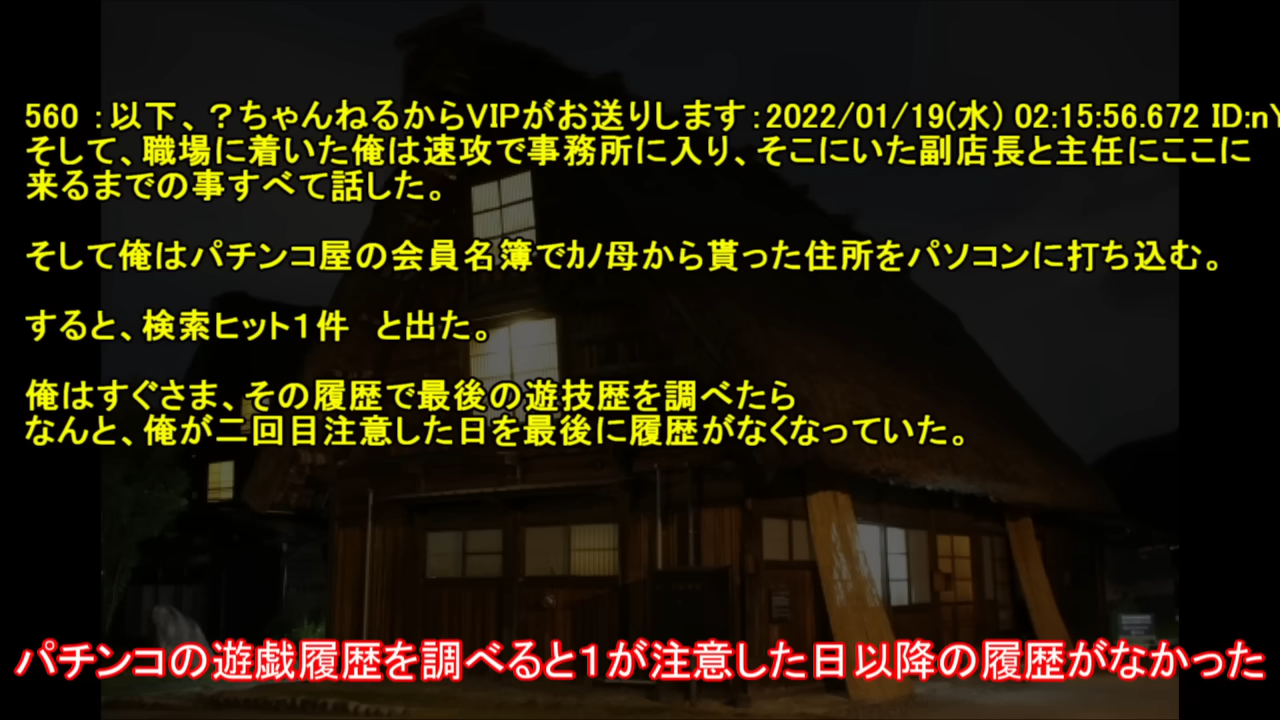 560 ：以下、？ちゃんねるからVIPがお送りします：2022/01/19(水) 02:15:56.672 ID:nY
そして、職場に着いた俺は速攻で事務所に入り、そこにいた副店長と主任にここに
来るまでの事すべて話した。
そして俺はパチンコ屋の会員名簿でｶﾉ母から貰った住所をパソコンに打ち込む。
すると、検索ヒット１件　と出た。
俺はすぐさま、その履歴で最後の遊技歴を調べたら
なんと、俺が二回目注意した日を最後に履歴がなくなっていた。
パチンコの遊戯履歴を調べると１が注意した日以降の履歴がなかった